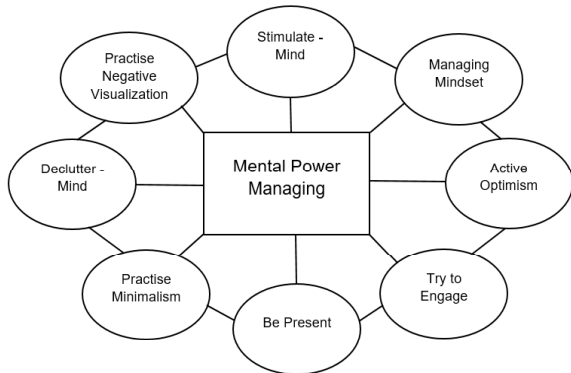 Stimulate -
Mind
Practise
Negative
Visualization
Managing
Mindset
Mental Power
Managing
Declutter -
Mind
Active
Optimism
Practise
Minimalism
Try to
Engage
Be Present